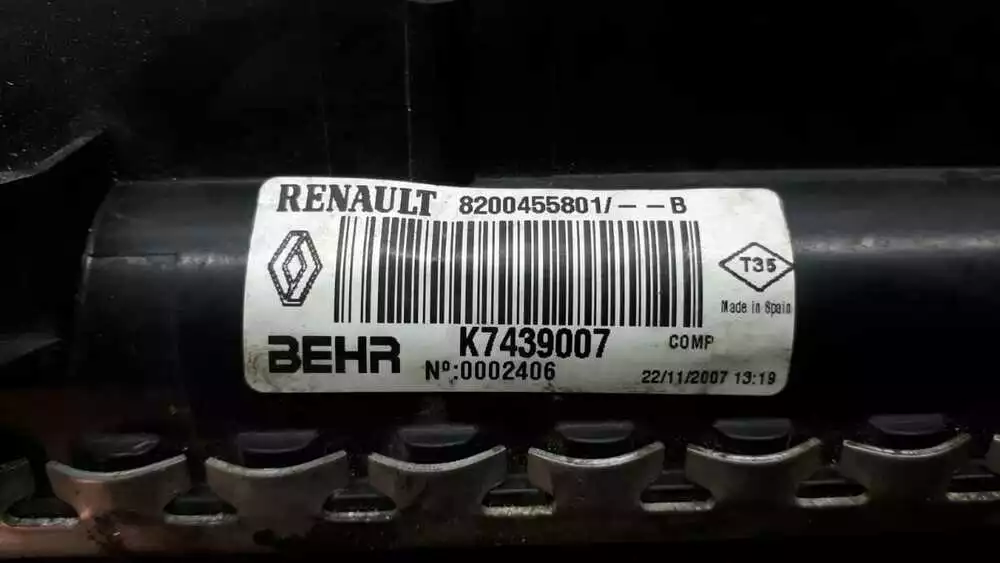 RENAULT 8200455801/--B
T35
Made in Spain
BEHR K7439007 COMP
Nº:0002406 22/11/2007 13:19